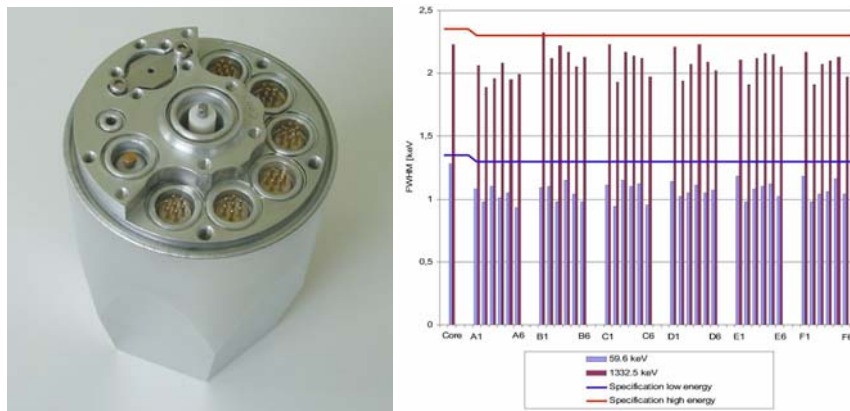 2,5
2
1,5
1
0,5
0
FWHM [keV
Core A1 A6 B1 B6 C1 C6 D1 D6 E1 E6 F1 F6
59.6 keV
1332.5 keV
Specification low energy
Specification high energy